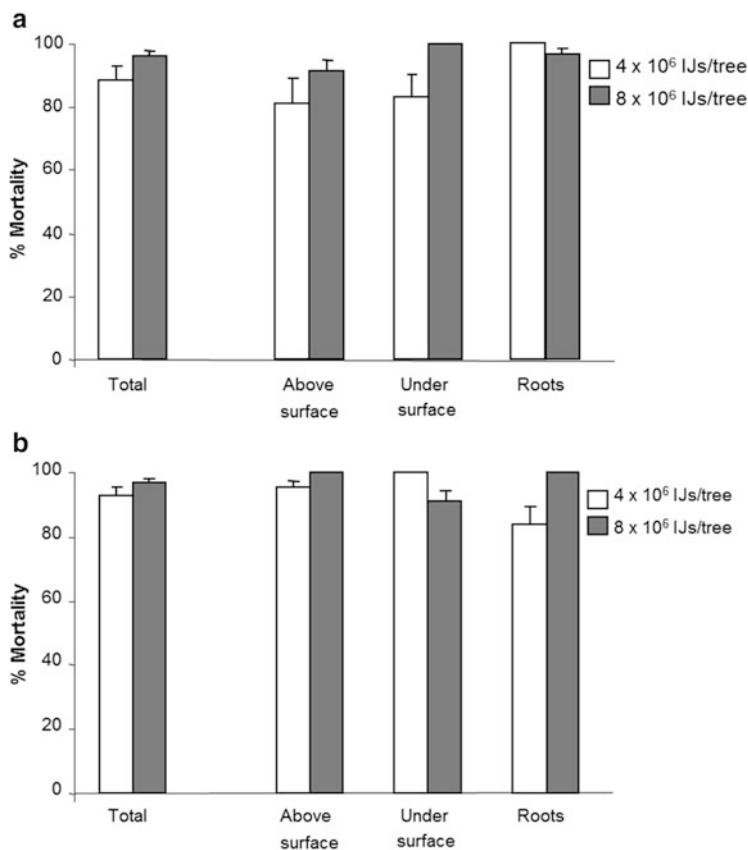 a
% Mortality
100
80
60
40
20
0
4 x 10⁶ IJs/tree
8 x 10⁶ IJs/tree
Total
Above
surface
Under
surface
Roots
b
% Mortality
100
80
60
40
20
0
4 x 10⁶ IJs/tree
8 x 10⁶ IJs/tree
Total
Above
surface
Under
surface
Roots